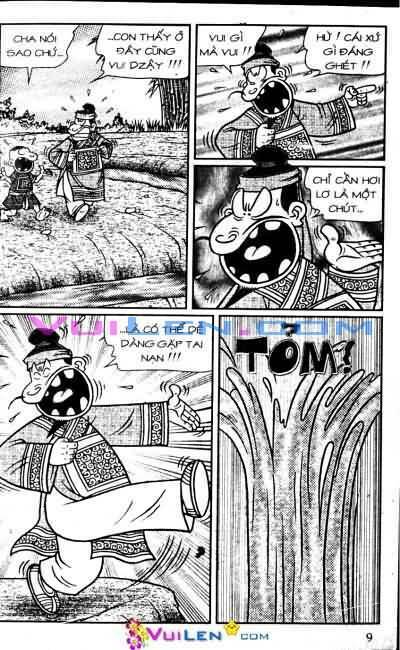 CHA NÓI
SAO CHỨ...
...CON THẤY Ở
ĐÂY CŨNG
VUI DZẬY !!!
VUI GÌ
MÀ VUI !!
HỪ ! CÁI XỨ
GÌ ĐÁNG
GHÉT !!
CHỈ CẦN HƠI
LƠ LÀ MỘT
CHÚT...
...LÀ CÓ THỂ DỄ
DÀNG GẶP TAI
NẠN !!!
TỎM!
VUILEN.COM
9
VUILEN.COM